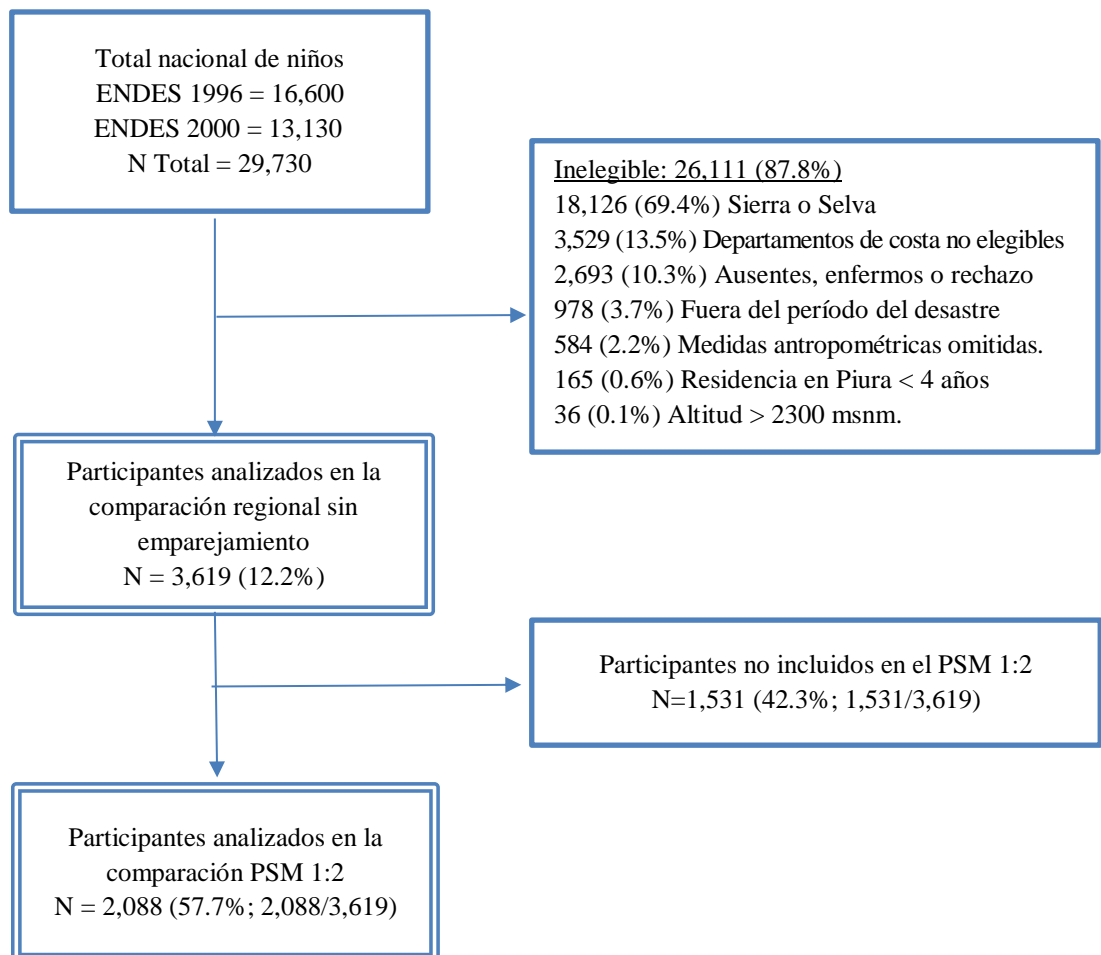 Total nacional de niños
ENDES 1996 = 16,600
ENDES 2000 = 13,130
N Total = 29,730
Inelegible: 26,111 (87.8%)
18,126 (69.4%) Sierra o Selva
3,529 (13.5%) Departamentos de costa no elegibles
2,693 (10.3%) Ausentes, enfermos o rechazo
978 (3.7%) Fuera del período del desastre
584 (2.2%) Medidas antropométricas omitidas.
165 (0.6%) Residencia en Piura < 4 años
36 (0.1%) Altitud > 2300 msnm.
Participantes analizados en la
comparación regional sin
emparejamiento
N = 3,619 (12.2%)
Participantes no incluidos en el PSM 1:2
N=1,531 (42.3%; 1,531/3,619)
Participantes analizados en la
comparación PSM 1:2
N = 2,088 (57.7%; 2,088/3,619)